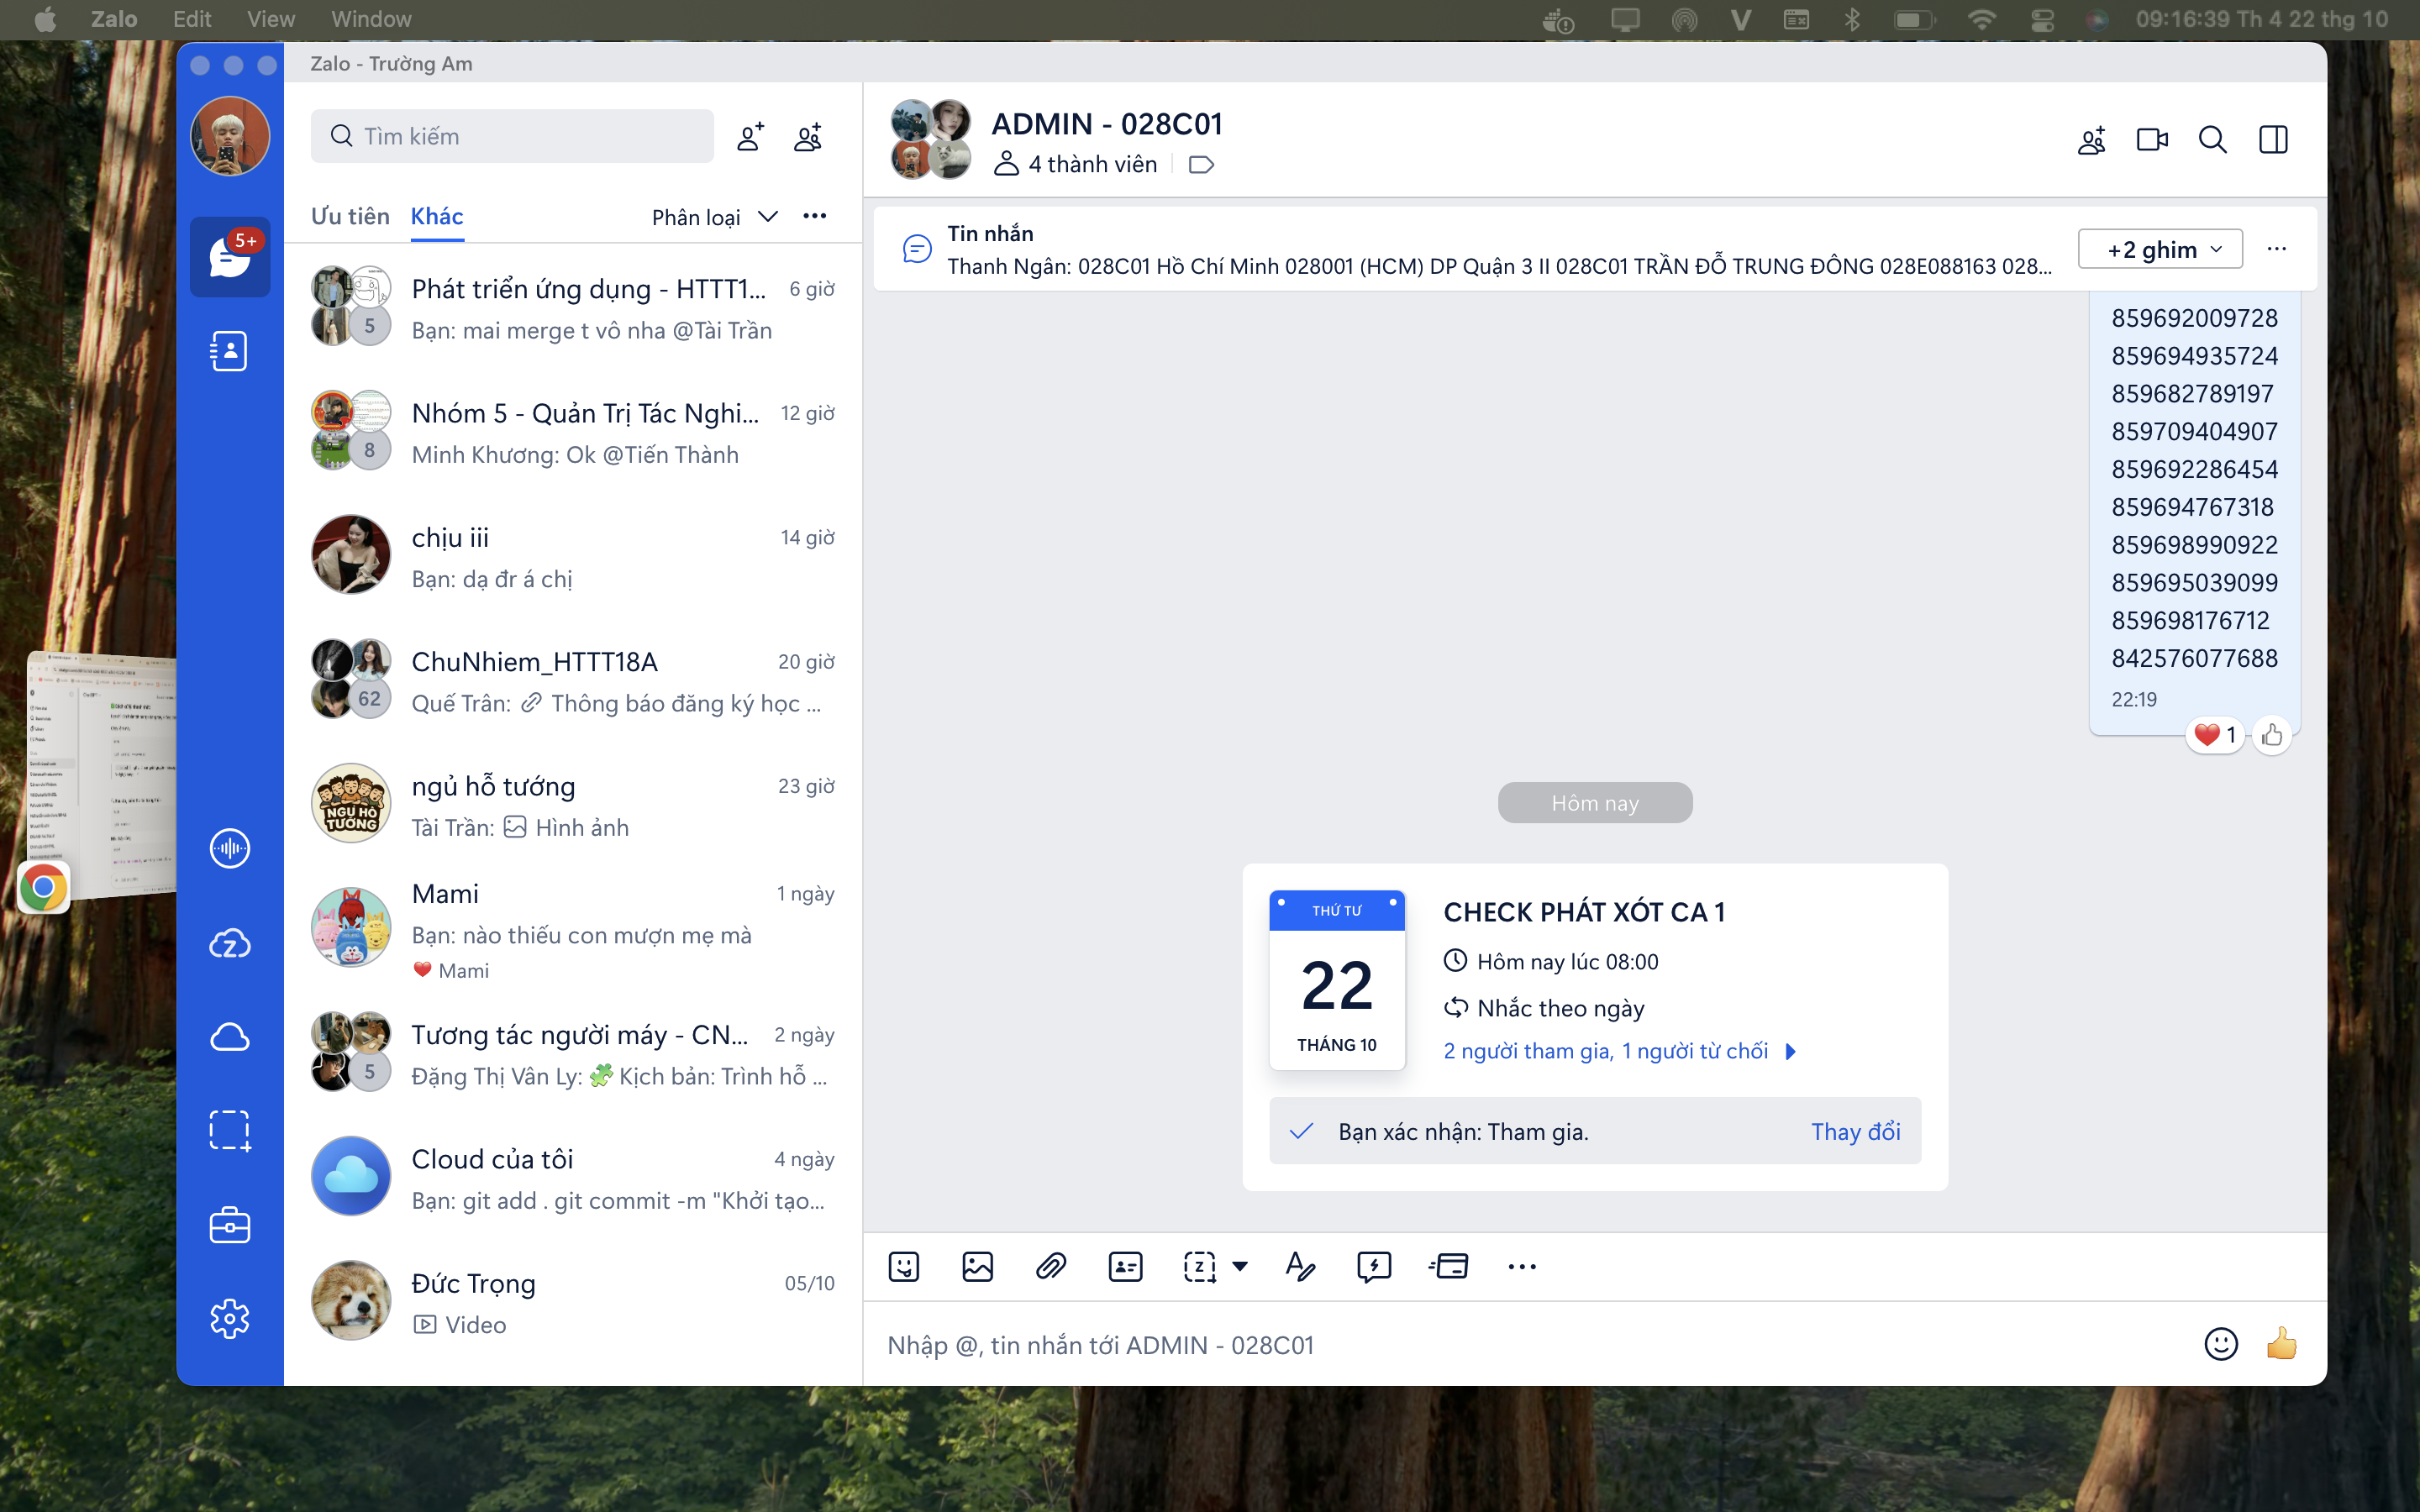 Zalo Edit View Window
09:16:39 Th 4 22 thg 10
Zalo - Trường Am
Tìm kiếm
5+
Ưu tiên Khác Phân loại
Phát triển ứng dụng - HTTT1... 6 giờ
5
Bạn: mai merge t vô nha @Tài Trần
Nhóm 5 - Quản Trị Tác Nghi... 12 giờ
8
Minh Khương: Ok @Tiến Thành
chịu iii 14 giờ
Bạn: dạ đr á chị
ChuNhiem_HTTT18A 20 giờ
62
Quế Trân: Thông báo đăng ký học ...
ngủ hỗ tướng 23 giờ
NGỦ HỖ
TƯỚNG
Tài Trần: Hình ảnh
Mami 1 ngày
Bạn: nào thiếu con mượn mẹ mà
❤️ Mami
Tương tác người máy - CN... 2 ngày
5
Đặng Thị Vân Ly: 🧩 Kịch bản: Trình hỗ ...
Cloud của tôi 4 ngày
Bạn: git add . git commit -m "Khởi tạo...
Đức Trọng 05/10
Video
ADMIN - 028C01
4 thành viên
Tin nhắn
Thanh Ngân: 028C01 Hồ Chí Minh 028001 (HCM) DP Quận 3 II 028C01 TRẦN ĐỖ TRUNG ĐÔNG 028E088163 028...
+2 ghim
859692009728
859694935724
859682789197
859709404907
859692286454
859694767318
859698990922
859695039099
859698176712
842576077688
22:19
❤️ 1
Hôm nay
THỨ TƯ
22
THÁNG 10
CHECK PHÁT XÓT CA 1
Hôm nay lúc 08:00
Nhắc theo ngày
2 người tham gia, 1 người từ chối
Bạn xác nhận: Tham gia. Thay đổi
Nhập @, tin nhắn tới ADMIN - 028C01